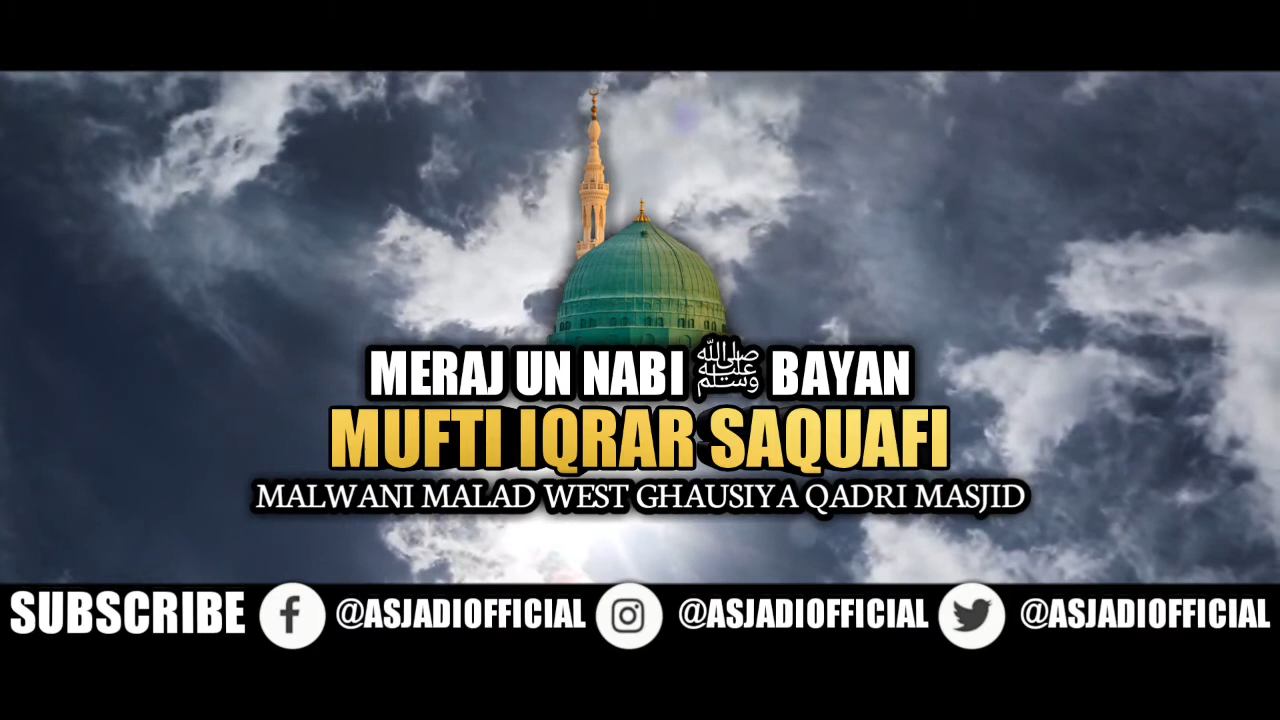 MERAJ UN NABI ﷺ BAYAN
MUFTI IQRAR SAQUAFI
MALWANI MALAD WEST GHAUSIYA QADRI MASJID
SUBSCRIBE @ASJADIOFFICIAL @ASJADIOFFICIAL @ASJADIOFFICIAL